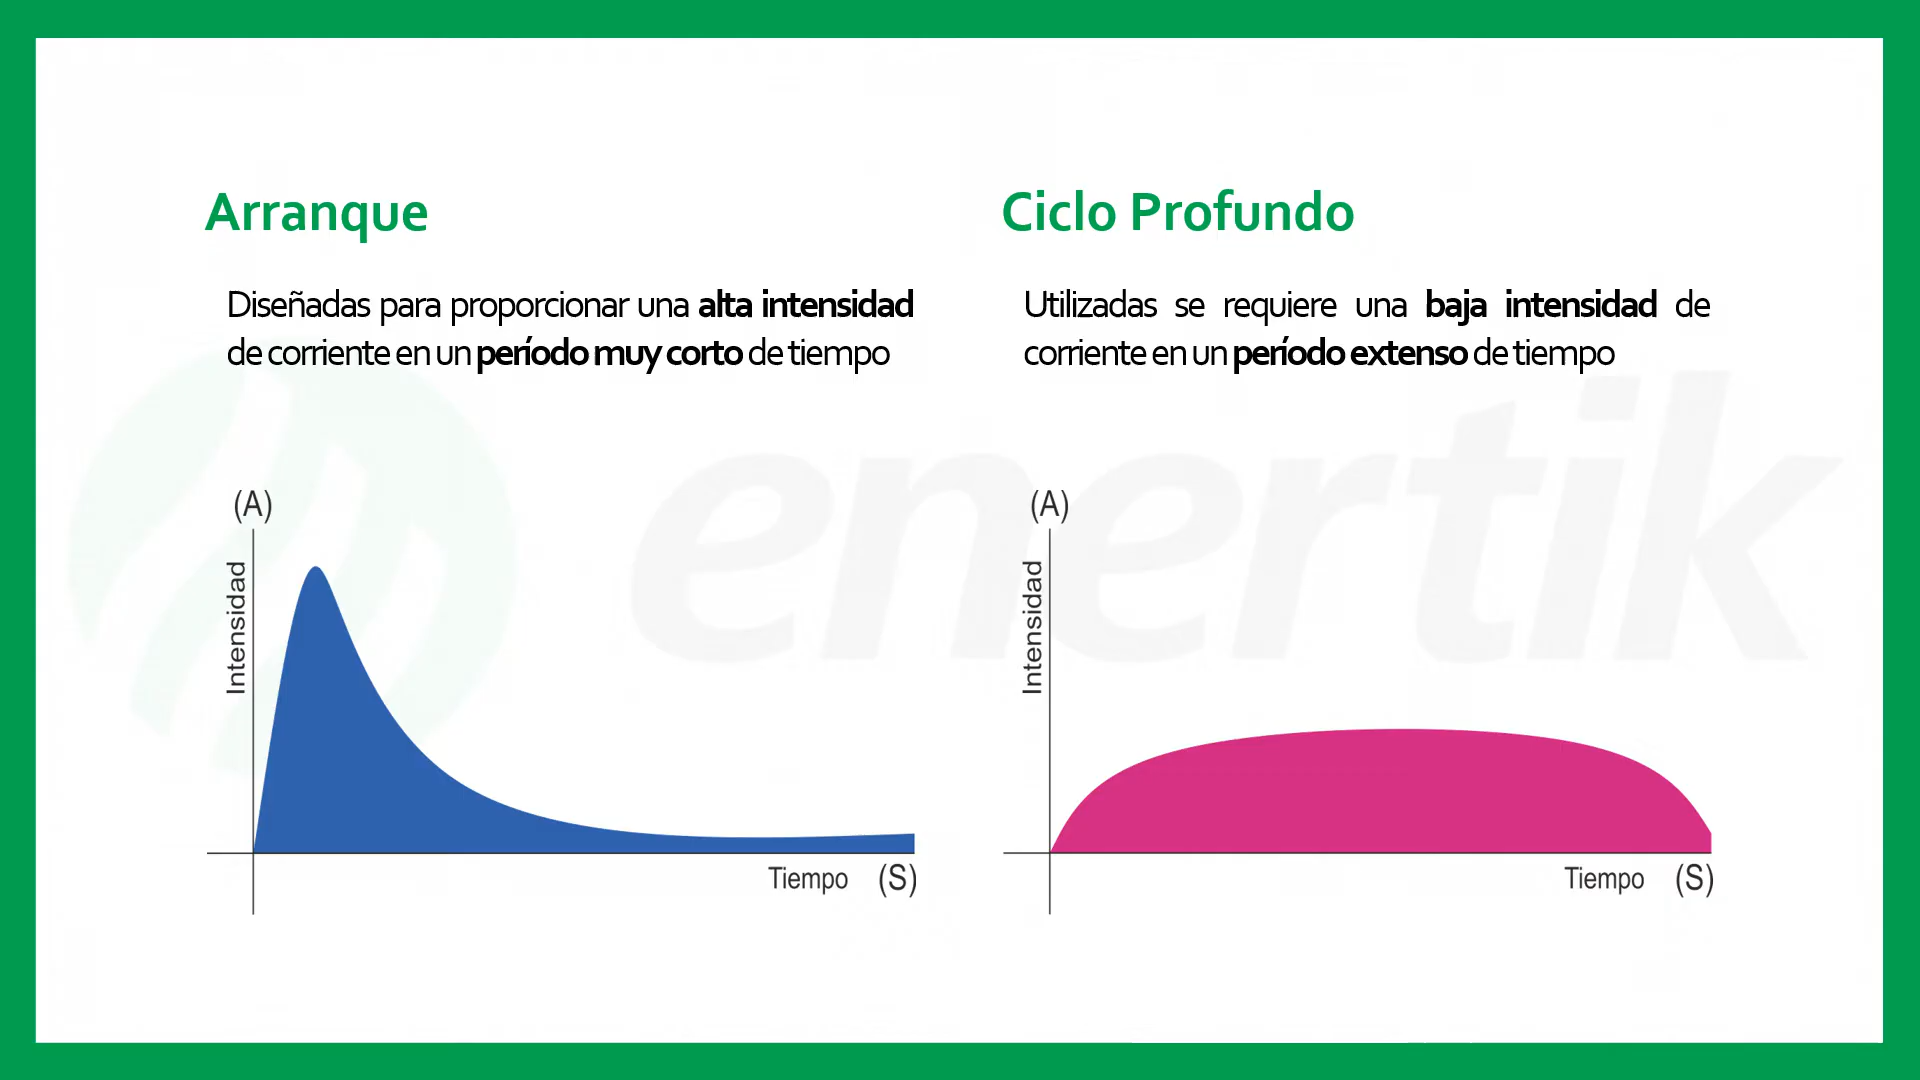 Arranque
Diseñadas para proporcionar una alta intensidad
de corriente en un período muy corto de tiempo
(A)
Intensidad
Tiempo (S)
Ciclo Profundo
Utilizadas se requiere una baja intensidad de
corriente en un período extenso de tiempo
(A)
Intensidad
Tiempo (S)
enertik